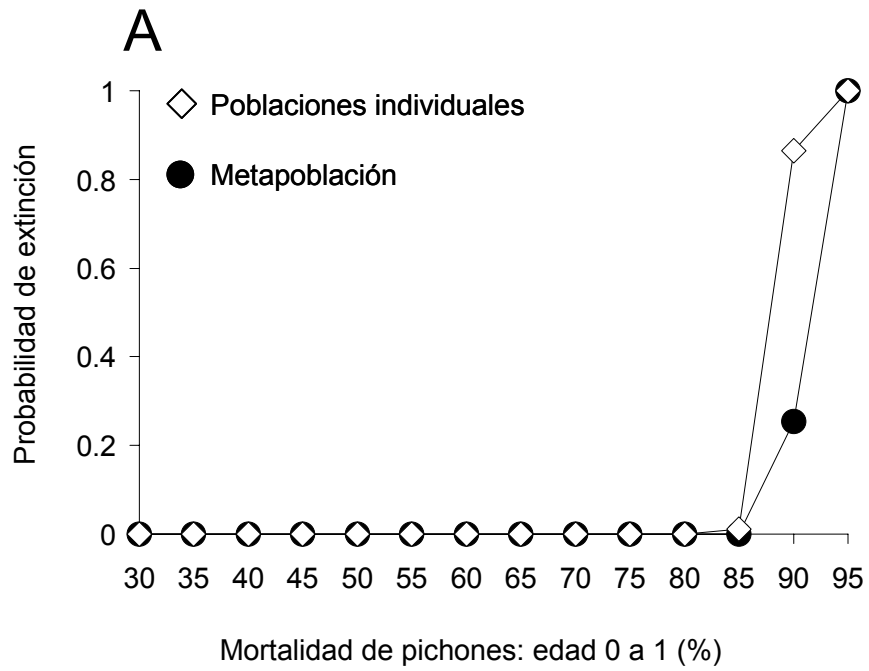 A
Poblaciones individuales
Metapoblación
Probabilidad de extinción
1
0.8
0.6
0.4
0.2
0
30 35 40 45 50 55 60 65 70 75 80 85 90 95
Mortalidad de pichones: edad 0 a 1 (%)